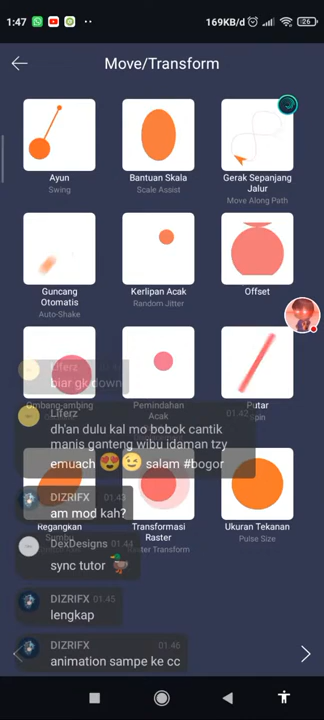 1:47
169KB/d
26
Move/Transform
Ayun
Swing
Bantuan Skala
Scale Assist
Gerak Sepanjang
Jalur
Move Along Path
Guncang
Otomatis
Auto-Shake
Kerlipan Acak
Random Jitter
Offset
Liferz
biar gk down
Ombang-ambing
Pemindahan
Acak
Putar
Spin
Liferz 01.42
dh'an dulu kal mo bobok cantik
manis ganteng wibu idaman tzy
emuach 😍😉 salam #bogor
DIZRIFX 01.43
am mod kah?
Regangkan
Sumbu
Transformasi
Raster
Raster Transform
Ukuran Tekanan
Pulse Size
DexDesigns 01.44
sync tutor 🦆
DIZRIFX 01.45
lengkap
DIZRIFX 01.46
animation sampe ke cc